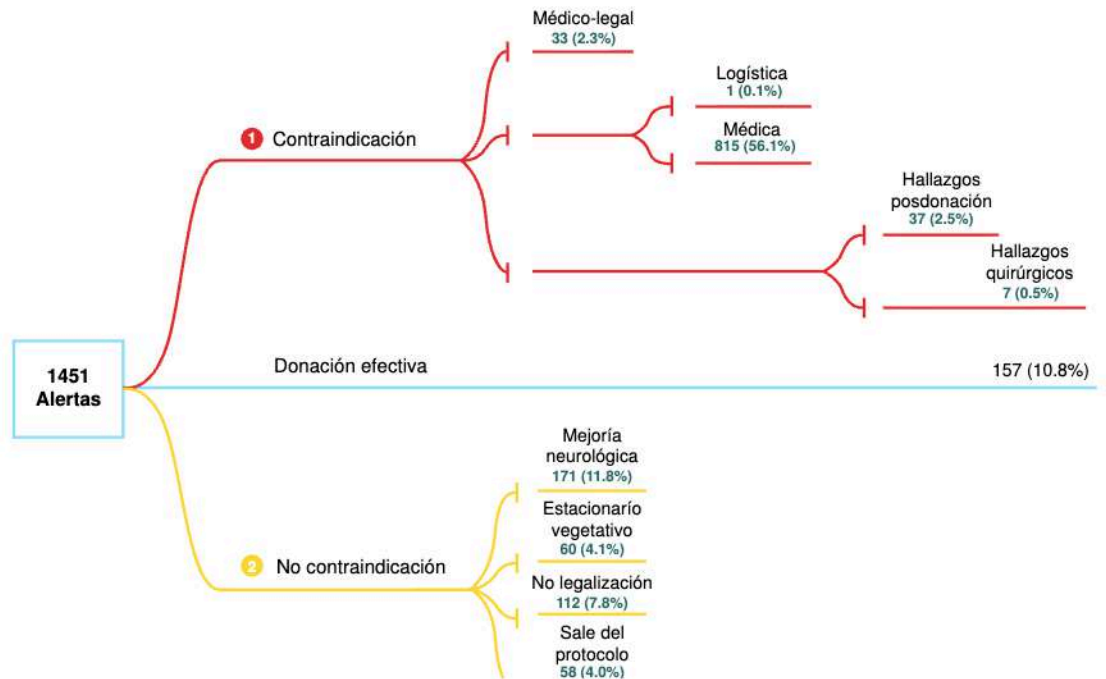 Médico-legal
33 (2.3%)
Logística
1 (0.1%)
1 Contraindicación
Médica
815 (56.1%)
Hallazgos
posdonación
37 (2.5%)
Hallazgos
quirúrgicos
7 (0.5%)
1451
Alertas
Donación efectiva
157 (10.8%)
Mejoría
neurológica
171 (11.8%)
Estacionarío
vegetativo
60 (4.1%)
2 No contraindicación
No legalización
112 (7.8%)
Sale del
protocolo
58 (4.0%)